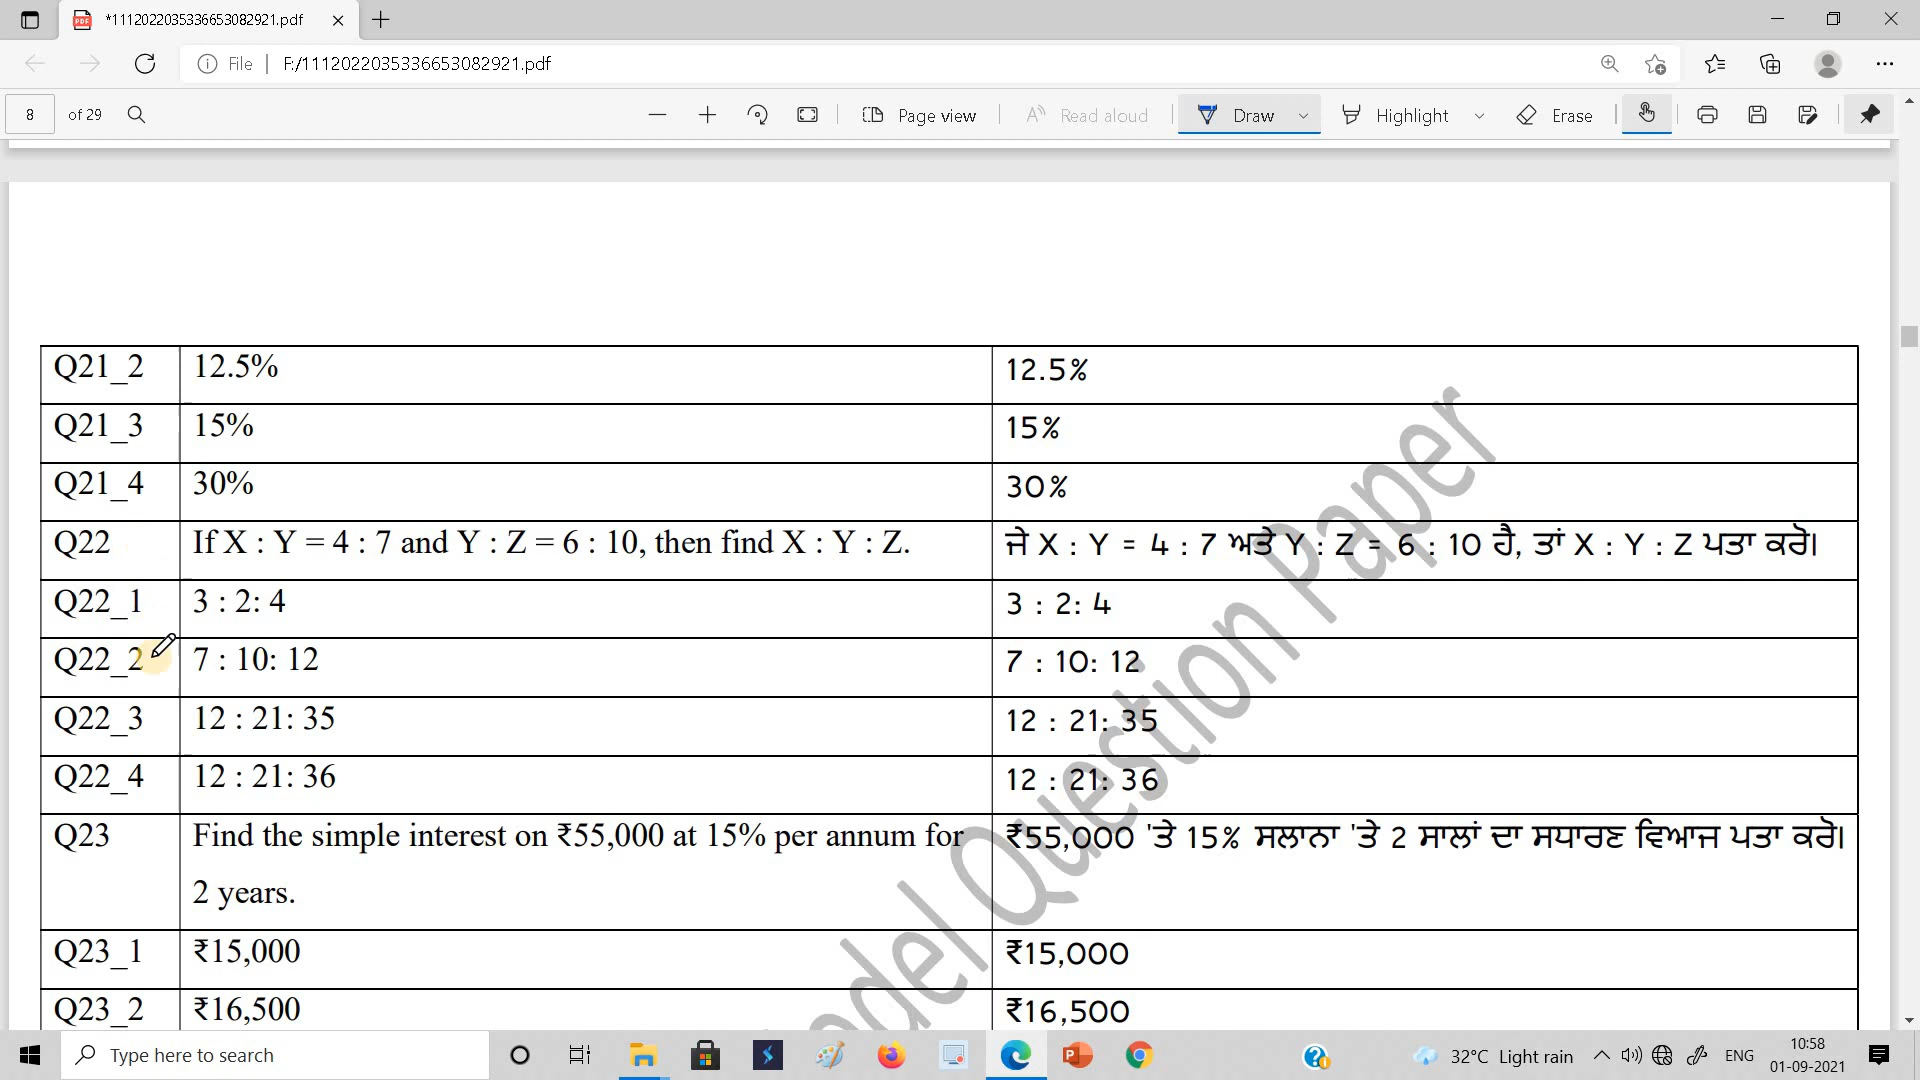 *1112022035336653082921.pdf
File | F:/1112022035336653082921.pdf
8 of 29 Page view Read aloud Draw Highlight Erase
Q21_2 12.5% 12.5%
Q21_3 15% 15%
Q21_4 30% 30%
Q22 If X : Y = 4 : 7 and Y : Z = 6 : 10, then find X : Y : Z. ਜੇ X : Y = 4 : 7 ਅਤੇ Y : Z = 6 : 10 ਹੈ, ਤਾਂ X : Y : Z ਪਤਾ ਕਰੋ।
Q22_1 3 : 2: 4 3 : 2: 4
Q22_2 7 : 10: 12 7 : 10: 12
Q22_3 12 : 21: 35 12 : 21: 35
Q22_4 12 : 21: 36 12 : 21: 36
Q23 Find the simple interest on ₹55,000 at 15% per annum for ₹55,000 'ਤੇ 15% ਸਲਾਨਾ 'ਤੇ 2 ਸਾਲਾਂ ਦਾ ਸਧਾਰਣ ਵਿਆਜ ਪਤਾ ਕਰੋ।
2 years.
Q23_1 ₹15,000 ₹15,000
Q23_2 ₹16,500 ₹16,500
odel Question Paper
Type here to search 32°C Light rain ENG 10:58
01-09-2021